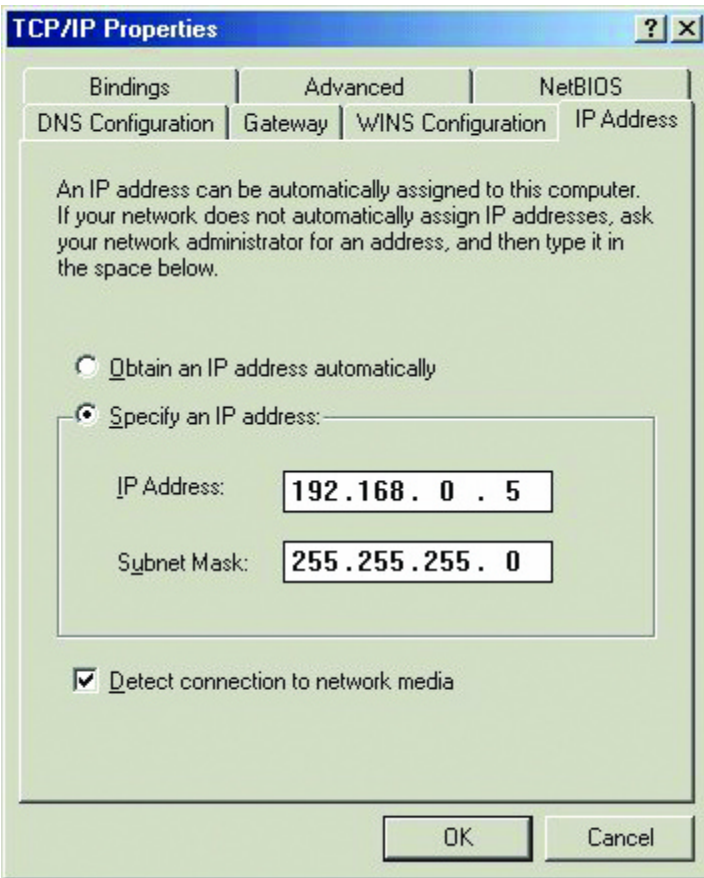 TCP/IP Properties
?
Bindings
Advanced
NetBIOS
DNS Configuration
Gateway
WINS Configuration
IP Address
An IP address can be automatically assigned to this computer.
If your network does not automatically assign IP addresses, ask
your network administrator for an address, and then type it in
the space below.
Obtain an IP address automatically
Specify an IP address:
IP Address: 192.168. 0 . 5
Subnet Mask: 255.255.255. 0
Detect connection to network media
OK
Cancel